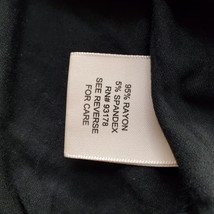 95% RAYON
5% SPANDEX
RN# 93178
SEE REVERSE
FOR CARE